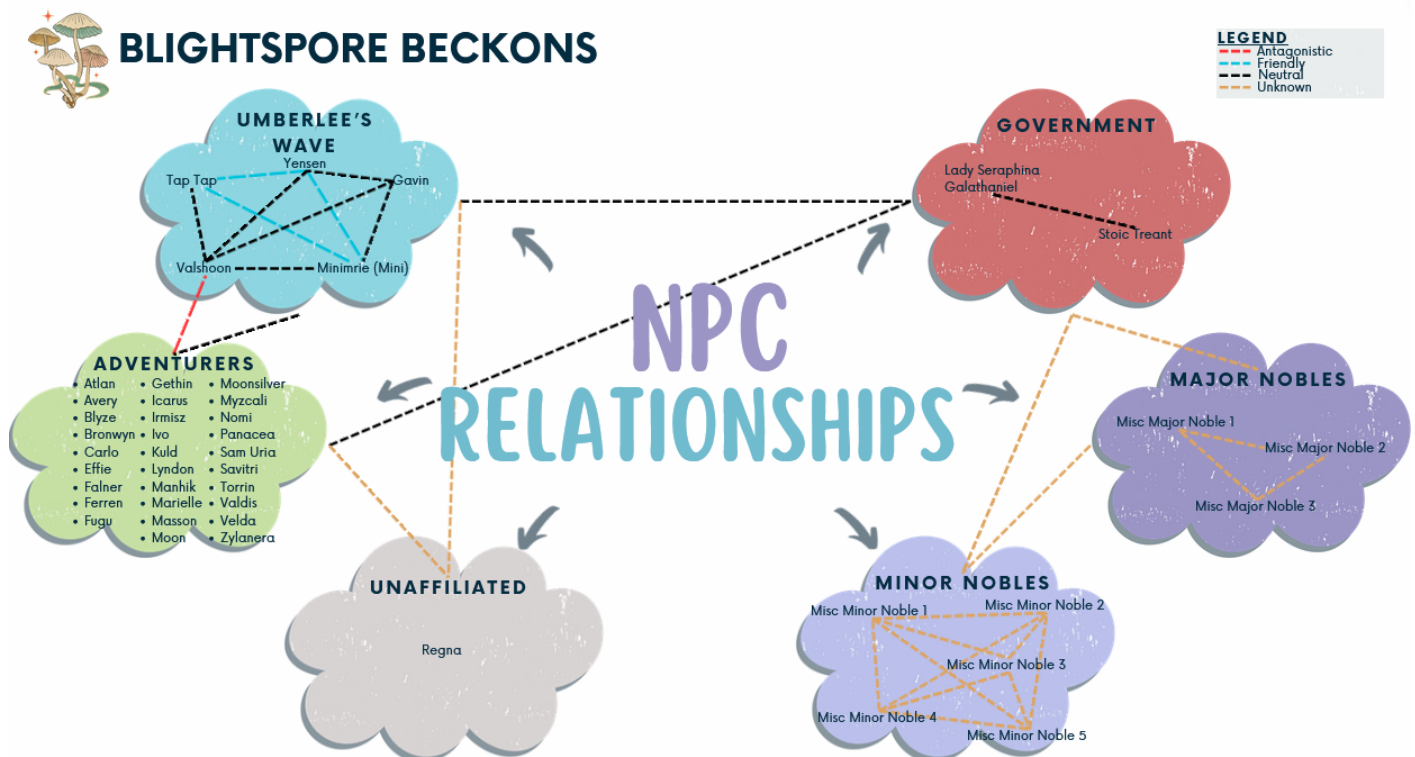 BLIGHTSPORE BECKONS
LEGEND
Antagonistic
Friendly
Neutral
Unknown
UMBERLEE'S
WAVE
Yensen
Tap Tap
Gavin
Valshoon
Minimrie (Mini)
GOVERNMENT
Lady Seraphina
Galathaniel
Stoic Treant
NPC
RELATIONSHIPS
ADVENTURERS
• Atlan
• Avery
• Blyze
• Bronwyn
• Carlo
• Effie
• Falner
• Ferren
• Fugu
• Gethin
• Icarus
• Irmisz
• Ivo
• Kuld
• Lyndon
• Manhik
• Marielle
• Masson
• Moon
• Moonsilver
• Myzcali
• Nomi
• Panacea
• Sam Uria
• Savitri
• Torrin
• Valdis
• Velda
• Zylanera
MAJOR NOBLES
Misc Major Noble 1
Misc Major Noble 2
Misc Major Noble 3
UNAFFILIATED
Regna
MINOR NOBLES
Misc Minor Noble 1
Misc Minor Noble 2
Misc Minor Noble 3
Misc Minor Noble 4
Misc Minor Noble 5